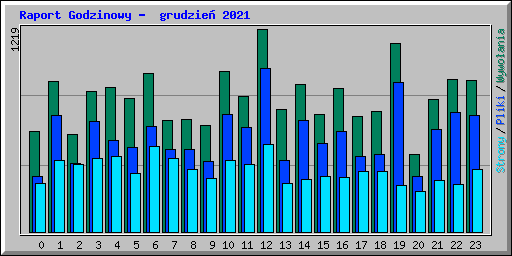 Raport Godzinowy - grudzień 2021
1219
Strony / Pliki / Wywołania
0 1 2 3 4 5 6 7 8 9 10 11 12 13 14 15 16 17 18 19 20 21 22 23